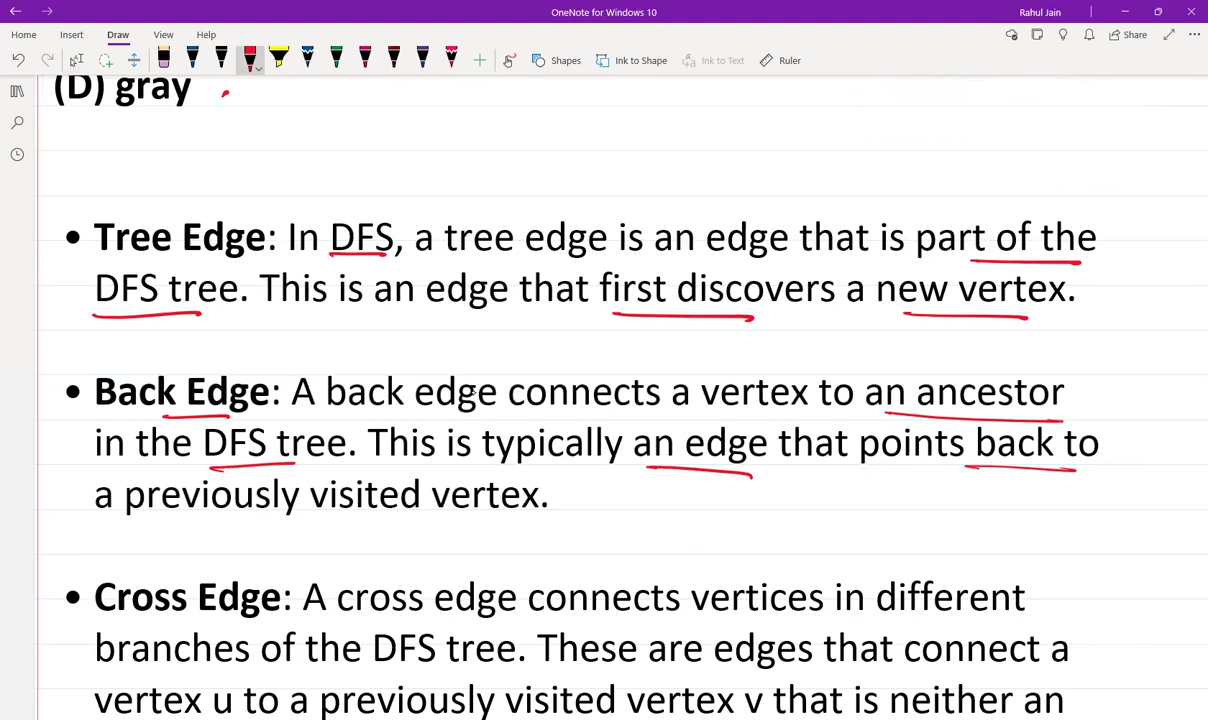 OneNote for Windows 10
Rahul Jain
Home Insert Draw View Help
Share
Shapes Ink to Shape Ink to Text Ruler
(D) gray
• Tree Edge: In DFS, a tree edge is an edge that is part of the
DFS tree. This is an edge that first discovers a new vertex.
• Back Edge: A back edge connects a vertex to an ancestor
in the DFS tree. This is typically an edge that points back to
a previously visited vertex.
• Cross Edge: A cross edge connects vertices in different
branches of the DFS tree. These are edges that connect a
vertex u to a previously visited vertex v that is neither an